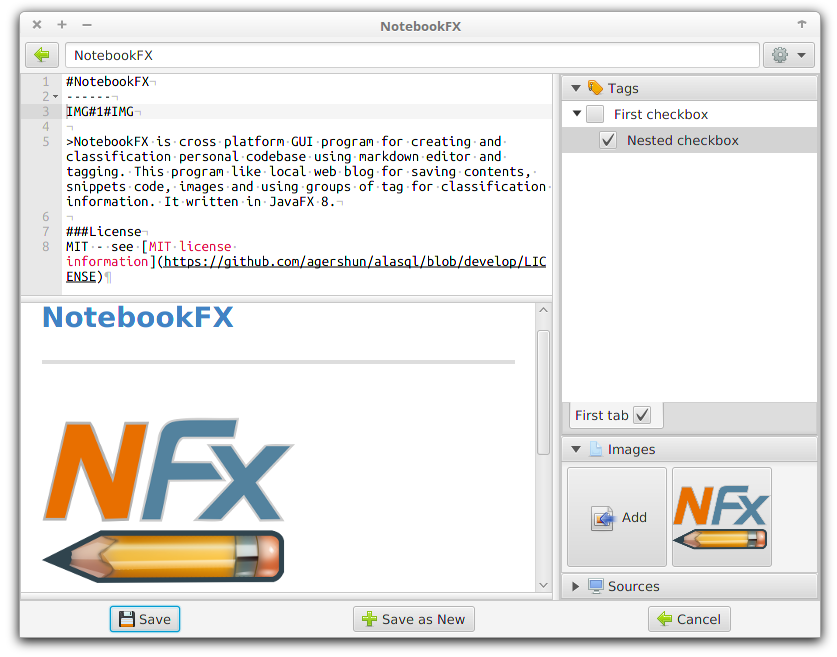 NotebookFX
NotebookFX
1 #NotebookFX
2 ------
3 IMG#1#IMG
4
5 >NotebookFX is cross platform GUI program for creating and
classification personal codebase using markdown editor and
tagging. This program like local web blog for saving contents,
snippets code, images and using groups of tag for classification
information. It written in JavaFX 8.
6
7 ###License
8 MIT - see [MIT license
information](https://github.com/agershun/alasql/blob/develop/LIC
ENSE)¶
NotebookFX
NFx
Tags
First checkbox
Nested checkbox
First tab
Images
Add
NFx
Sources
Save
Save as New
Cancel